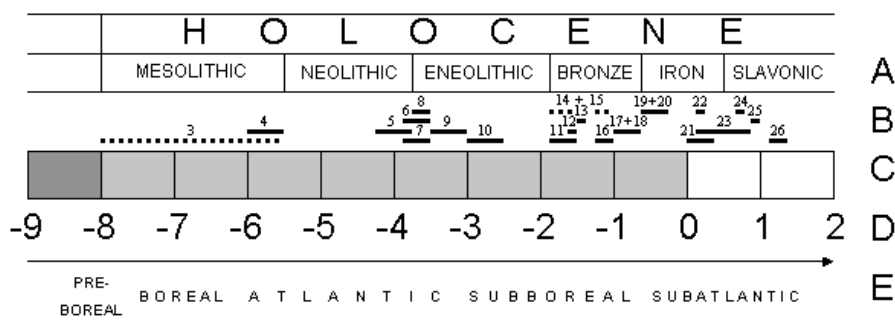 H O L O C E N E
MESOLITHIC NEOLITHIC ENEOLITHIC BRONZE IRON SLAVONIC A
8 14 + 15 19+20 22 24
6 13 25 B
3 4 5 7 9 10 11 12 16 17+18 21 23 26
C
-9 -8 -7 -6 -5 -4 -3 -2 -1 0 1 2 D
PRE-
BOREAL BOREAL ATLANTIC SUBBOREAL SUBATLANTIC E